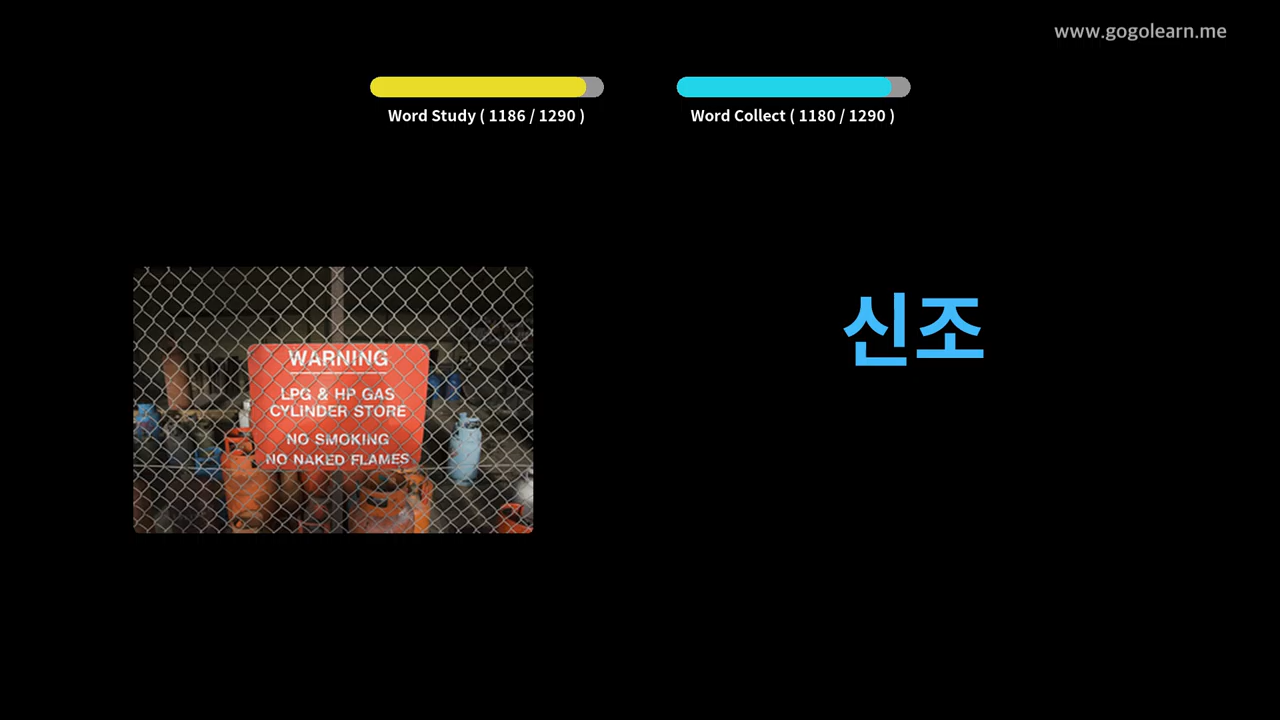 www.gogolearn.me
Word Study ( 1186 / 1290 )
Word Collect ( 1180 / 1290 )
신조
WARNING
LPG & HP GAS
CYLINDER STORE
NO SMOKING
NO NAKED FLAMES